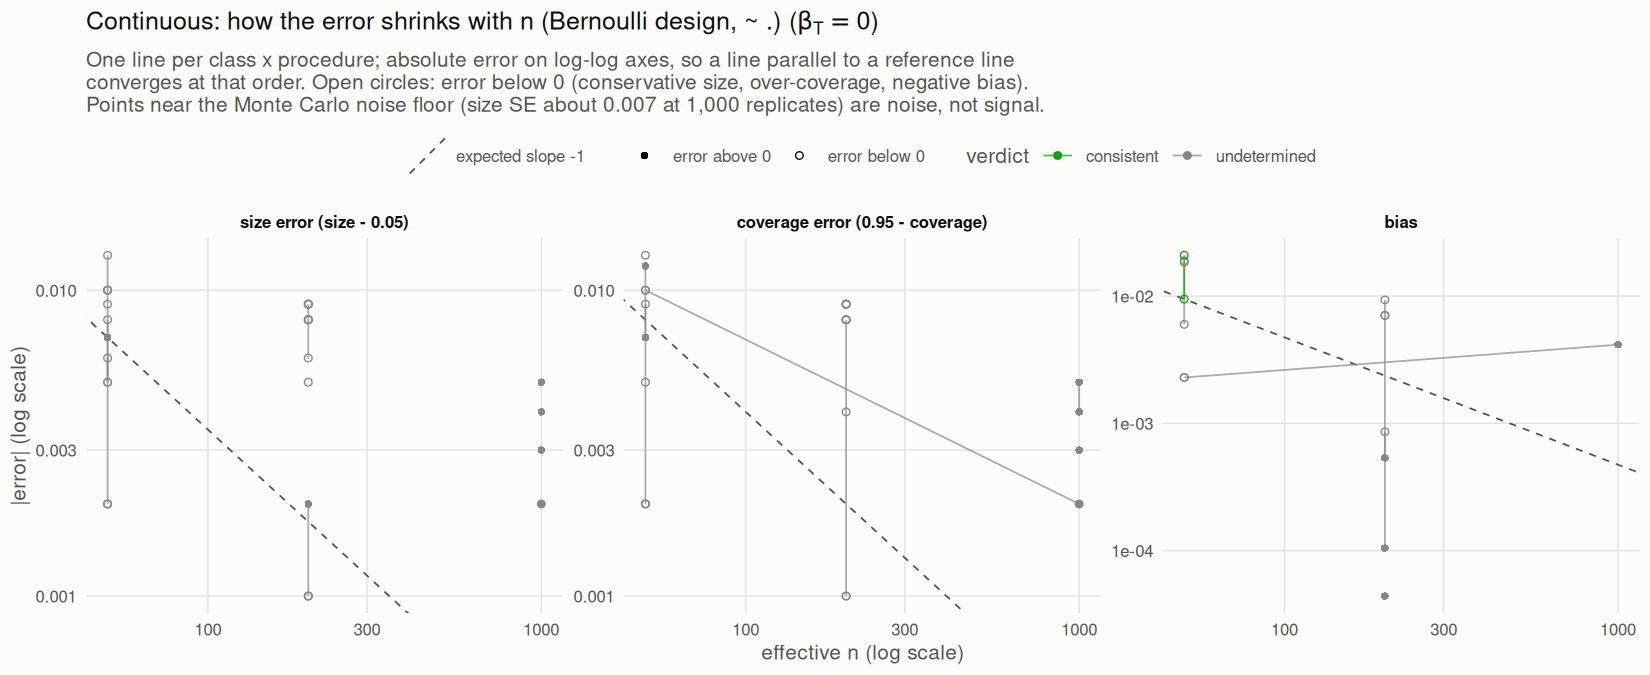 Continuous: how the error shrinks with n (Bernoulli design, ~ .) (βT = 0)
One line per class x procedure; absolute error on log-log axes, so a line parallel to a reference line
converges at that order. Open circles: error below 0 (conservative size, over-coverage, negative bias).
Points near the Monte Carlo noise floor (size SE about 0.007 at 1,000 replicates) are noise, not signal.
expected slope -1 error above 0 error below 0 verdict consistent undetermined
size error (size - 0.05)
coverage error (0.95 - coverage)
bias
|error| (log scale)
0.010
0.003
0.001
100 300 1000
0.010
0.003
0.001
100 300 1000
1e-02
1e-03
1e-04
100 300 1000
effective n (log scale)